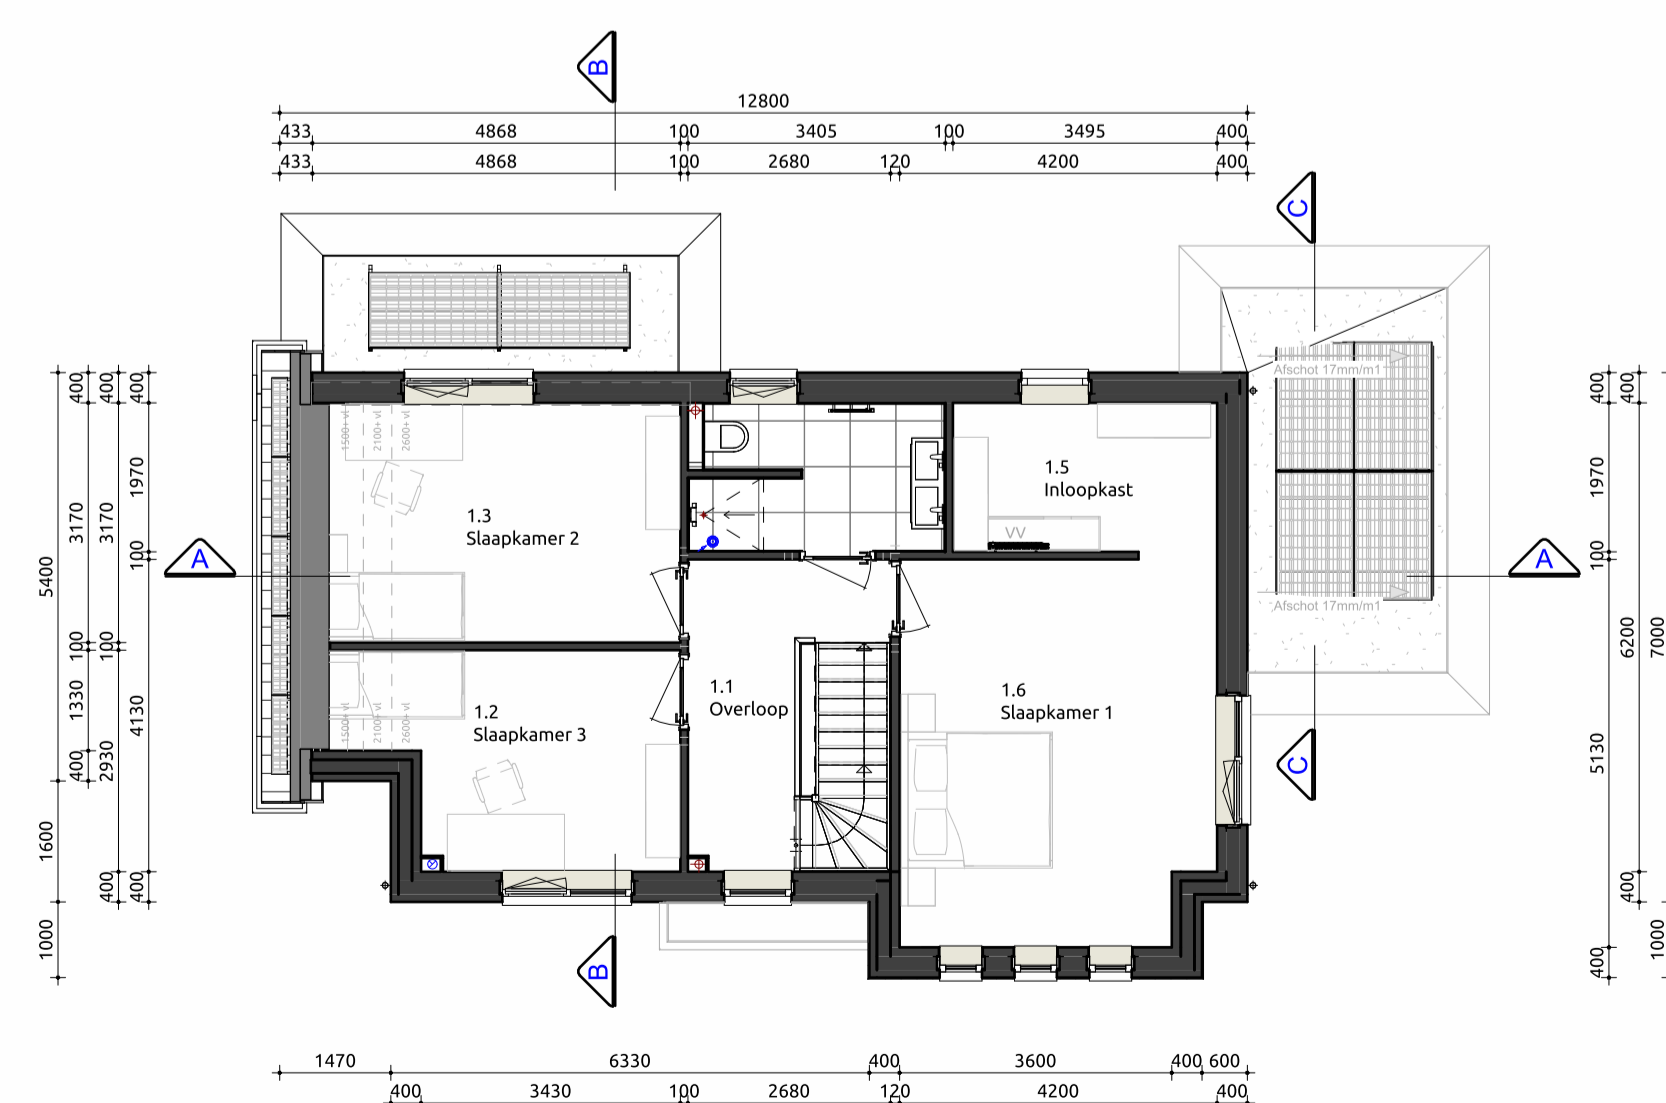 B
12800
433 4868 100 3405 100 3495 400
433 4868 100 2680 120 4200 400
C
400 400 400
400 400
Afschot 17mm/m1
1500+ vl 2100+ vl 2600+ vl
1.5
Inloopkast
1970
1970
3170 3170
1.3
Slaapkamer 2
VV
A
A
100
100
5400
Afschot 17mm/m1
6200 7000
100 100
1.1
Overloop
1.6
Slaapkamer 1
1.2
Slaapkamer 3
1500+ vl 2100+ vl 2600+ vl
1330 4130
5130
400 2930
C
1600
400 400
400
1000
400
1000
B
1470 6330 400 3600 400 600
400 3430 100 2680 120 4200 400